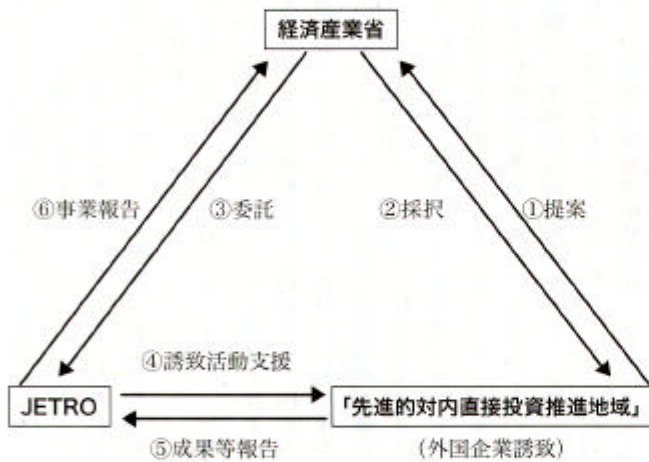 経済産業省
⑥事業報告
③委託
②採択
①提案
④誘致活動支援
JETRO
「先進的対内直接投資推進地域」
⑤成果等報告
(外国企業誘致)